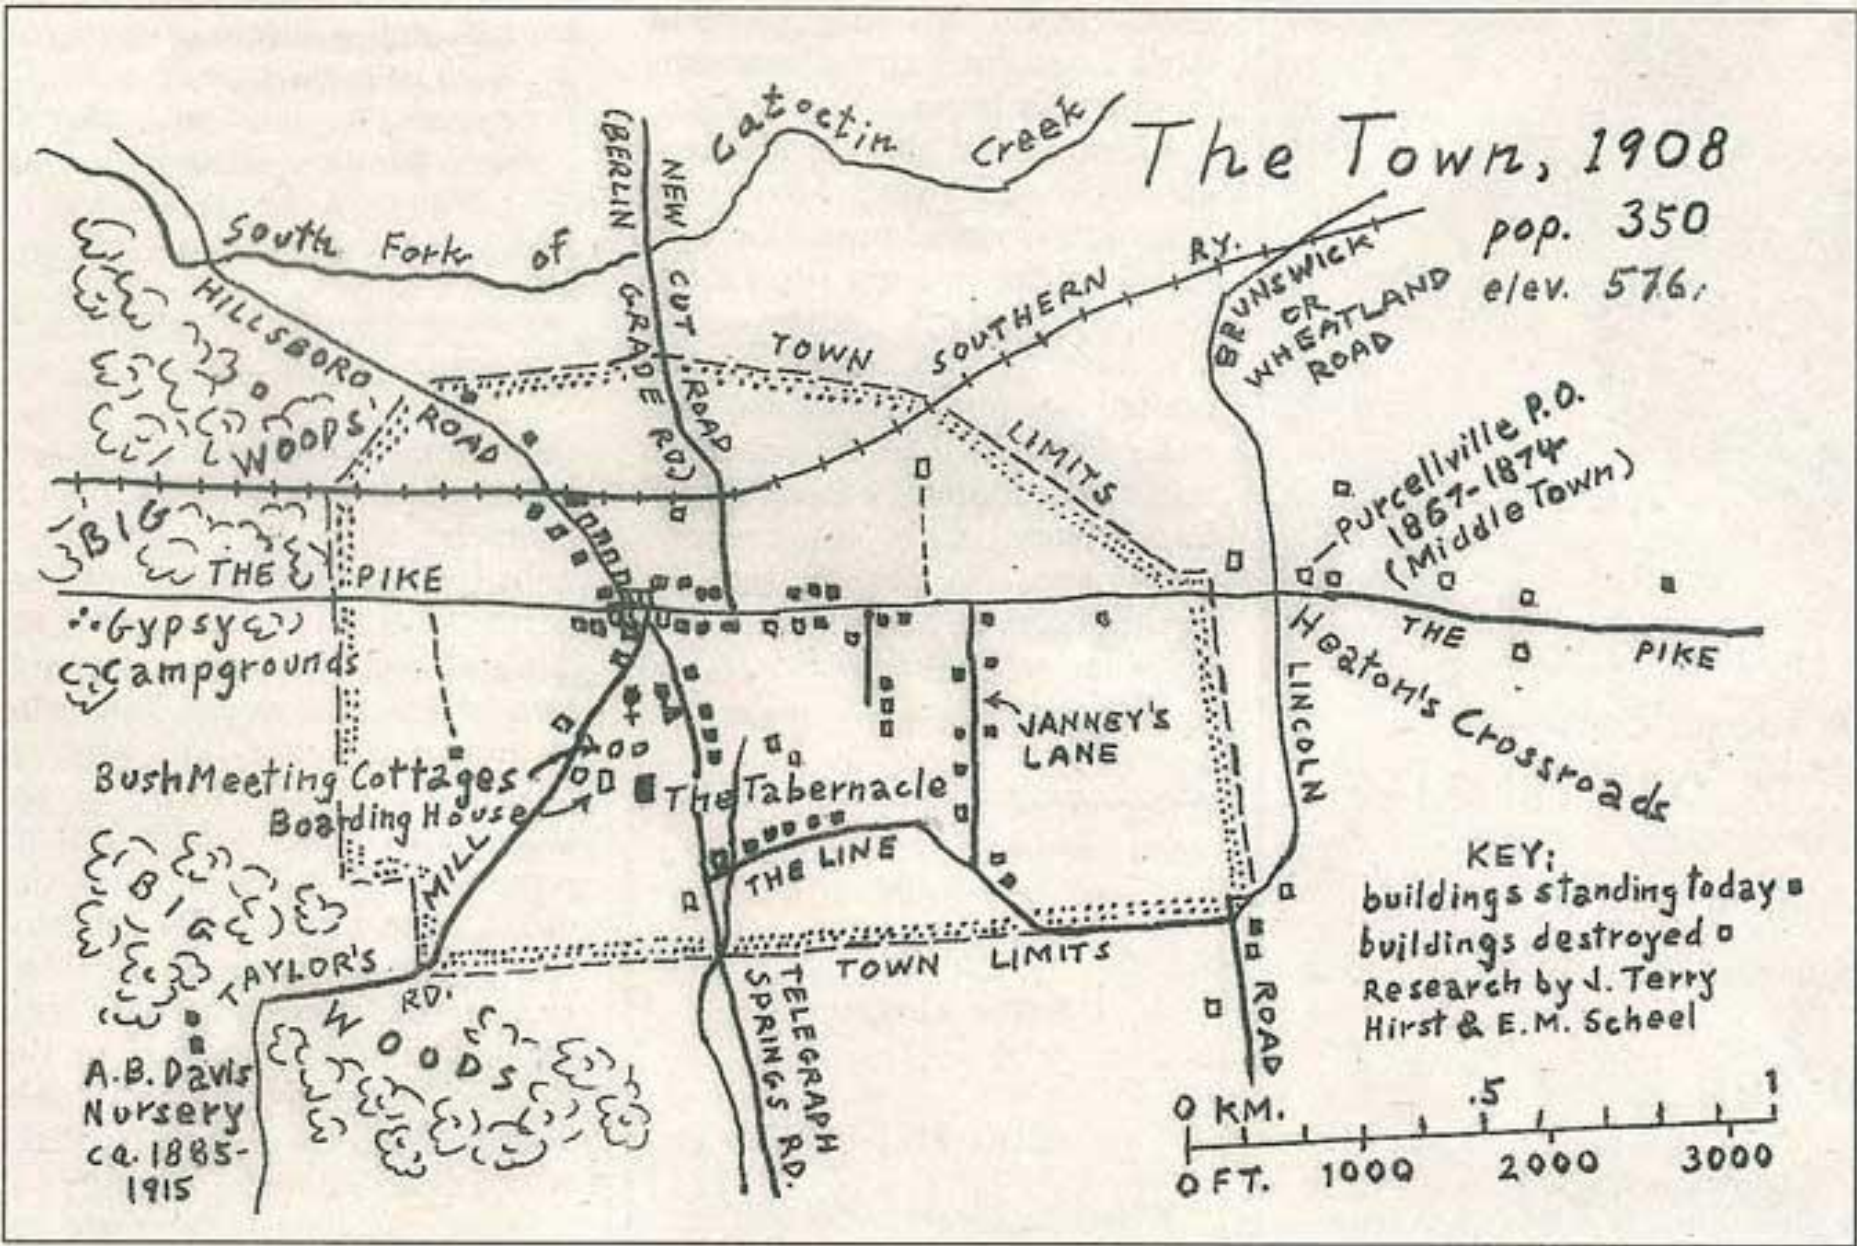 The Town, 1908
pop. 350
elev. 576,
South Fork of Catoctin Creek
(BERLIN GRADE RD.)
NEW CUT ROAD
HILLSBORO ROAD
SOUTHERN RY.
BRUNSWICK
OR
WHEATLAND
ROAD
TOWN LIMITS
BIG WOODS
THE PIKE
Gypsy
Campgrounds
Purcellville P.O.
1867-1874
(Middle Town)
Heaton's Crossroads
THE PIKE
LINCOLN ROAD
JANNEY'S
LANE
Bush Meeting Cottages
Boarding House
The Tabernacle
THE LINE
TAYLOR'S MILL RD.
BIG WOODS
TOWN LIMITS
TELEGRAPH
SPRINGS RD.
A.B. Davis
Nursery
ca. 1885-
1915
KEY;
buildings standing today
buildings destroyed
Research by J. Terry
Hirst & E.M. Scheel
0 KM. .5 1
0 FT. 1000 2000 3000